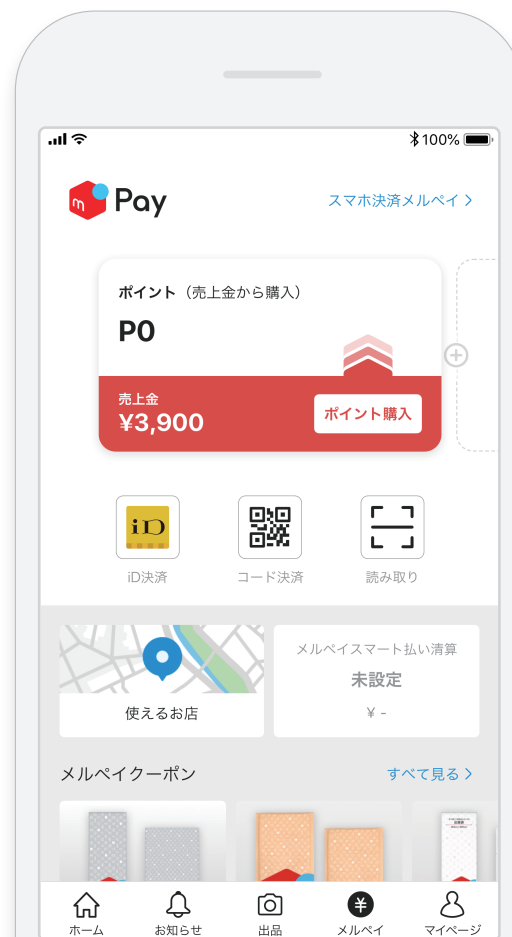 100%
m Pay
スマホ決済メルペイ
ポイント（売上金から購入）
P0
売上金
¥3,900
ポイント購入
iD
iD決済
コード決済
読み取り
使えるお店
メルペイスマート払い清算
未設定
¥ -
メルペイクーポン
すべて見る
ホーム
お知らせ
出品
¥
メルペイ
マイページ